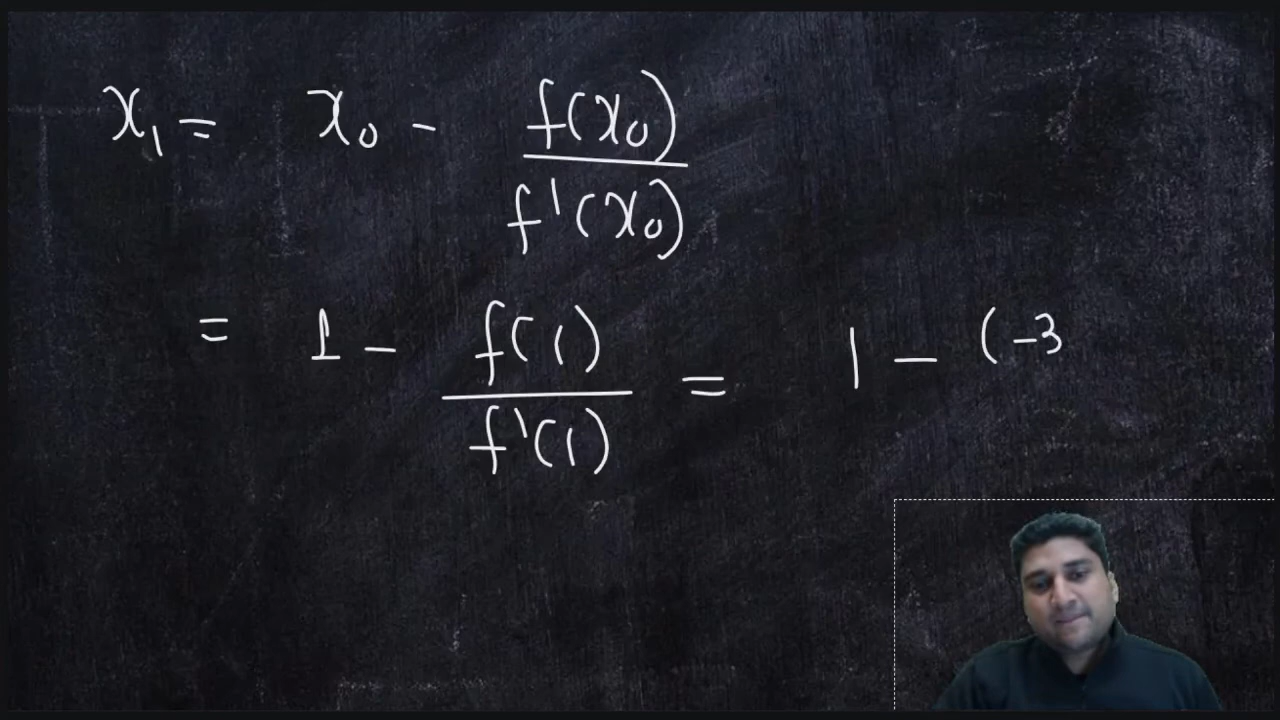 x₁ = x₀ - f(x₀)
f'(x₀)
= 1 - f(1) = 1 - (-3
f'(1)